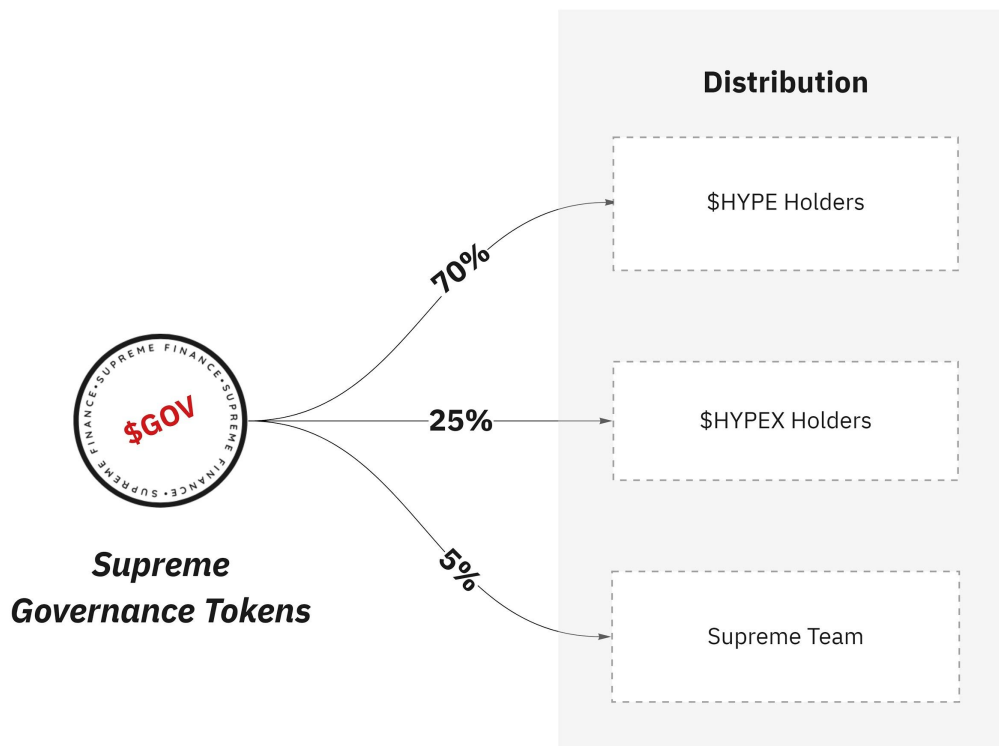 Distribution
$HYPE Holders
70%
SUPREME FINANCE•SUPREME FINANCE•SUPREME FINANCE•
$GOV
25%
$HYPEX Holders
Supreme
Governance Tokens
5%
Supreme Team